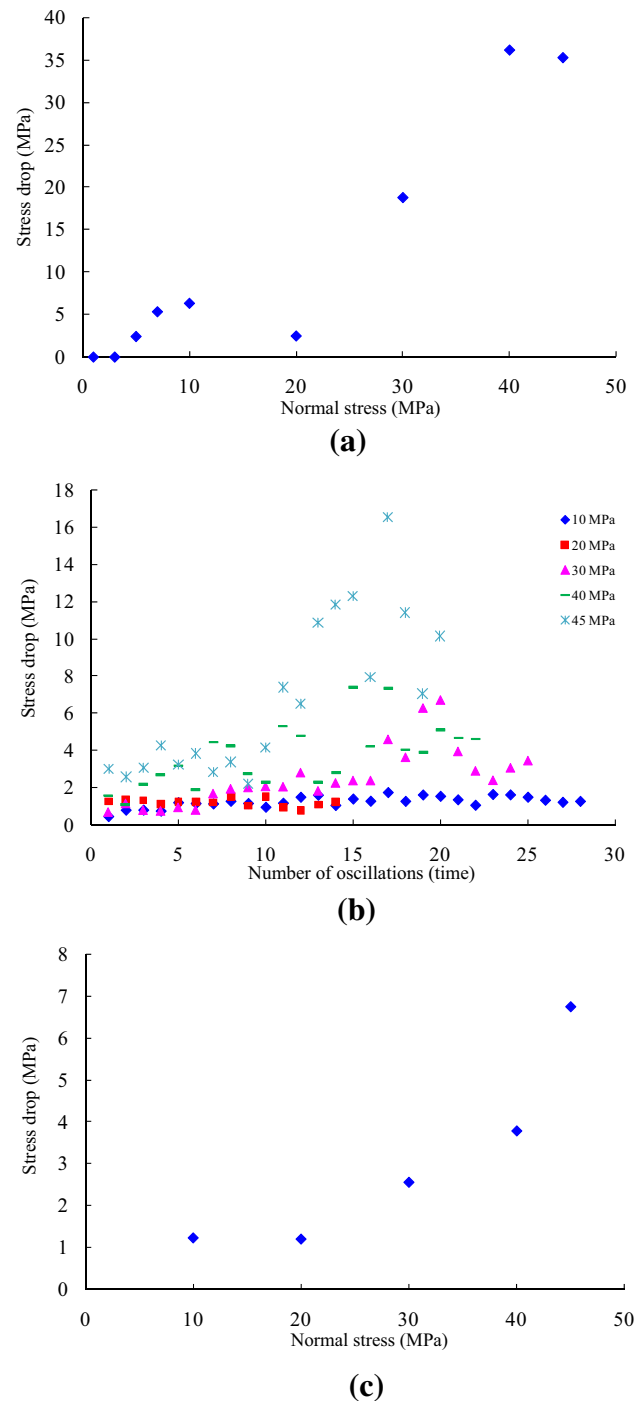 40
35
30
25
20
15
10
5
0
Stress drop (MPa)
0 10 20 30 40 50
Normal stress (MPa)
(a)
18
16
14
12
10
8
6
4
2
0
Stress drop (MPa)
10 MPa
20 MPa
30 MPa
40 MPa
45 MPa
0 5 10 15 20 25 30
Number of oscillations (time)
(b)
8
7
6
5
4
3
2
1
0
Stress drop (MPa)
0 10 20 30 40 50
Normal stress (MPa)
(c)